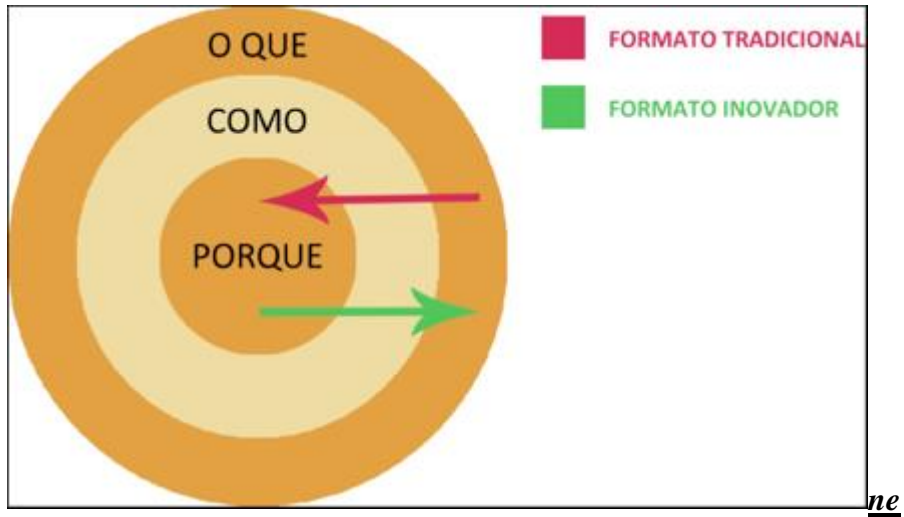 O QUE
COMO
PORQUE
FORMATO TRADICIONAL
FORMATO INOVADOR
ne